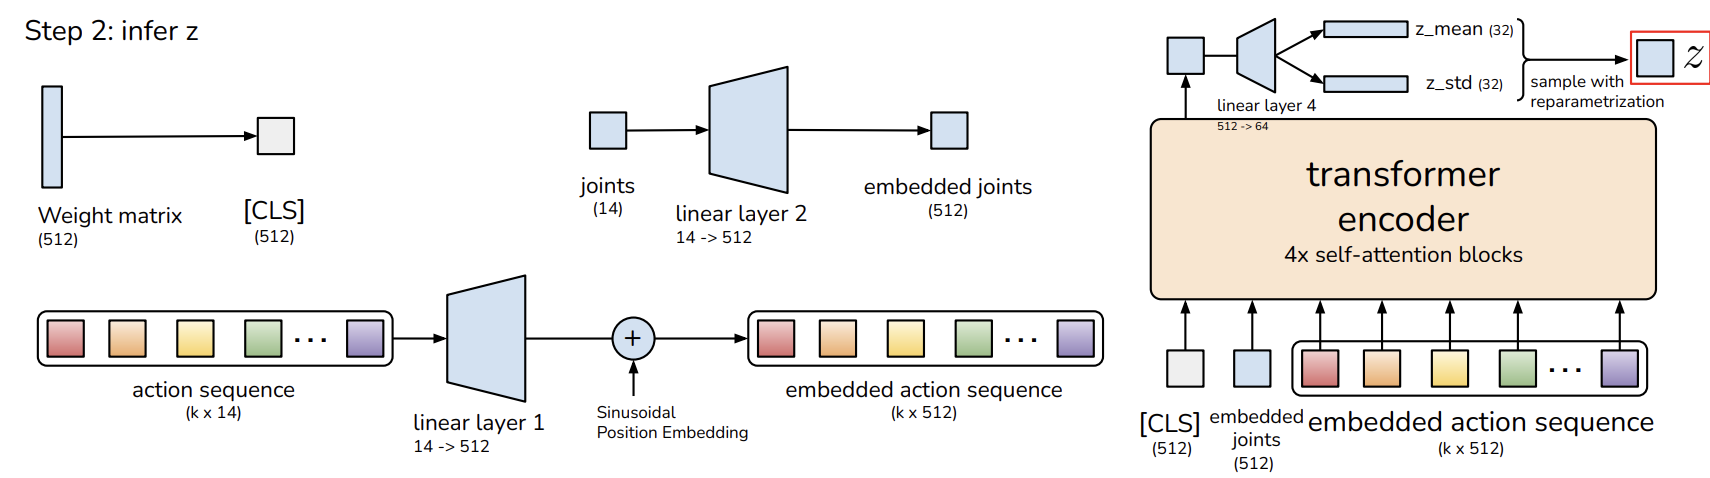 Step 2: infer z
Weight matrix
(512)
[CLS]
(512)
joints
(14)
linear layer 2
14 -> 512
embedded joints
(512)
action sequence
(k x 14)
linear layer 1
14 -> 512
+
Sinusoidal
Position Embedding
embedded action sequence
(k x 512)
z_mean (32)
z_std (32)
linear layer 4
512 -> 64
sample with
reparametrization
z
transformer
encoder
4x self-attention blocks
[CLS]
(512)
embedded
joints
(512)
embedded action sequence
(k x 512)